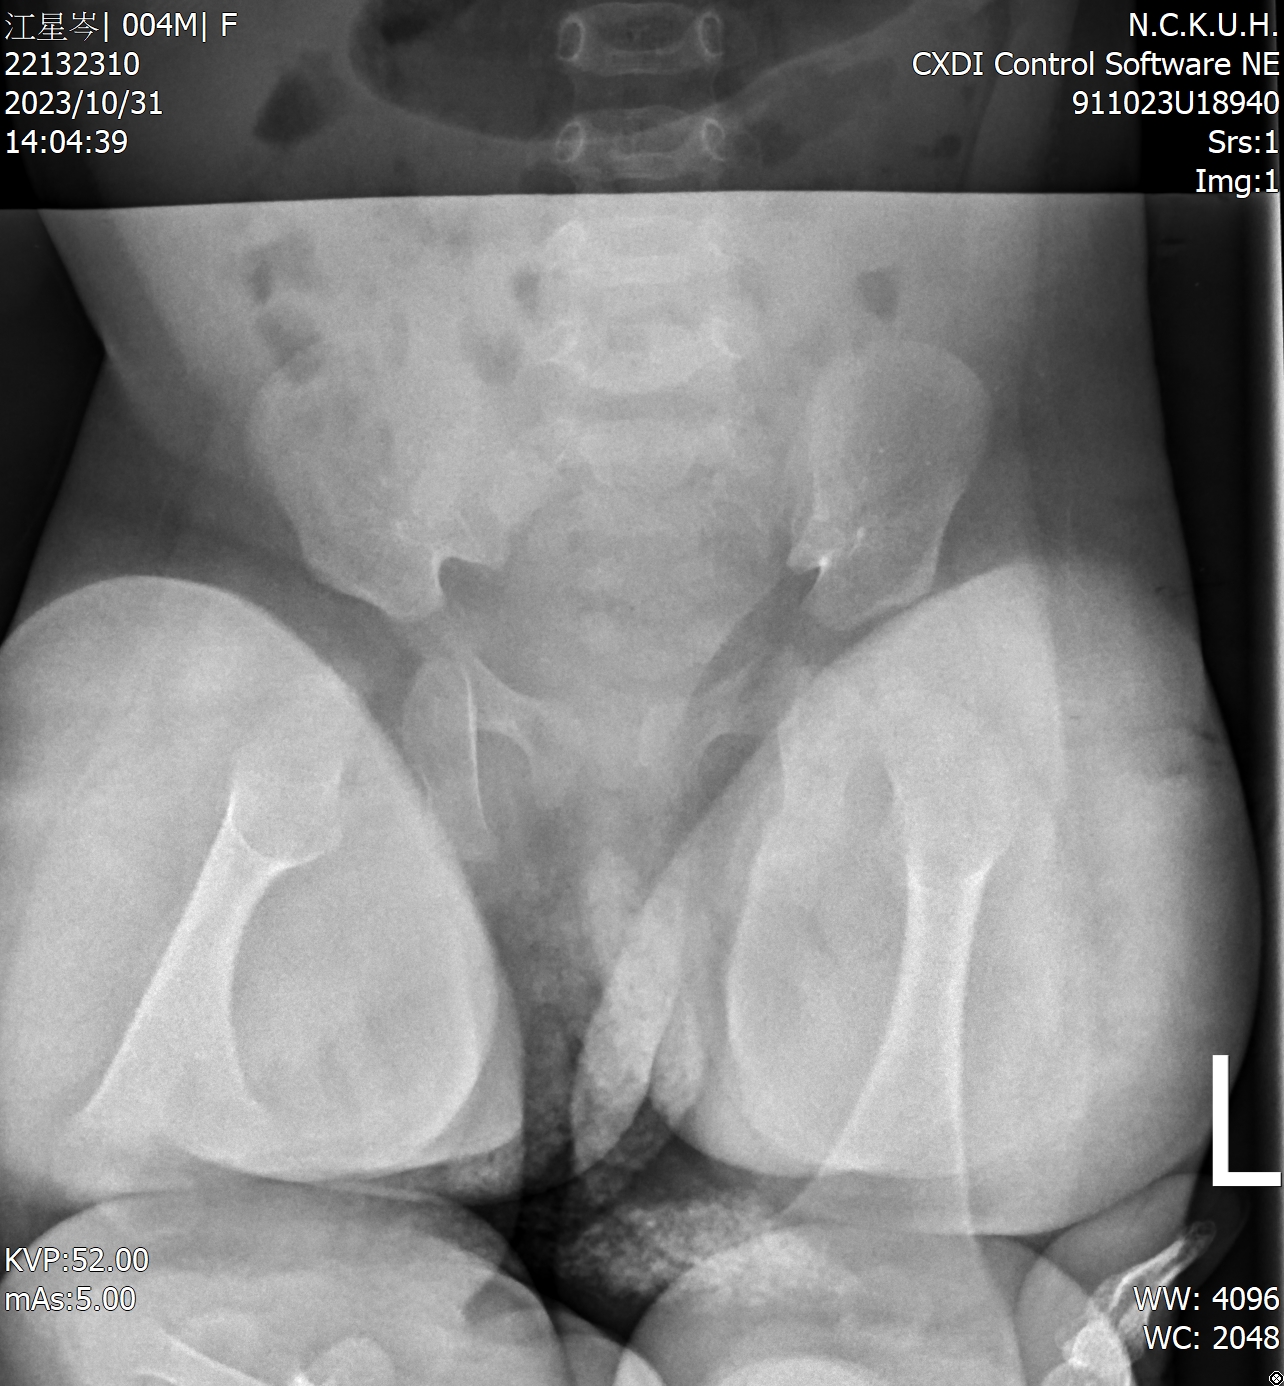 江星岑| 004M| F
22132310
2023/10/31
14:04:39
N.C.K.U.H.
CXDI Control Software NE
911023U18940
Srs:1
Img:1
L
KVP:52.00
mAs:5.00
WW: 4096
WC: 2048